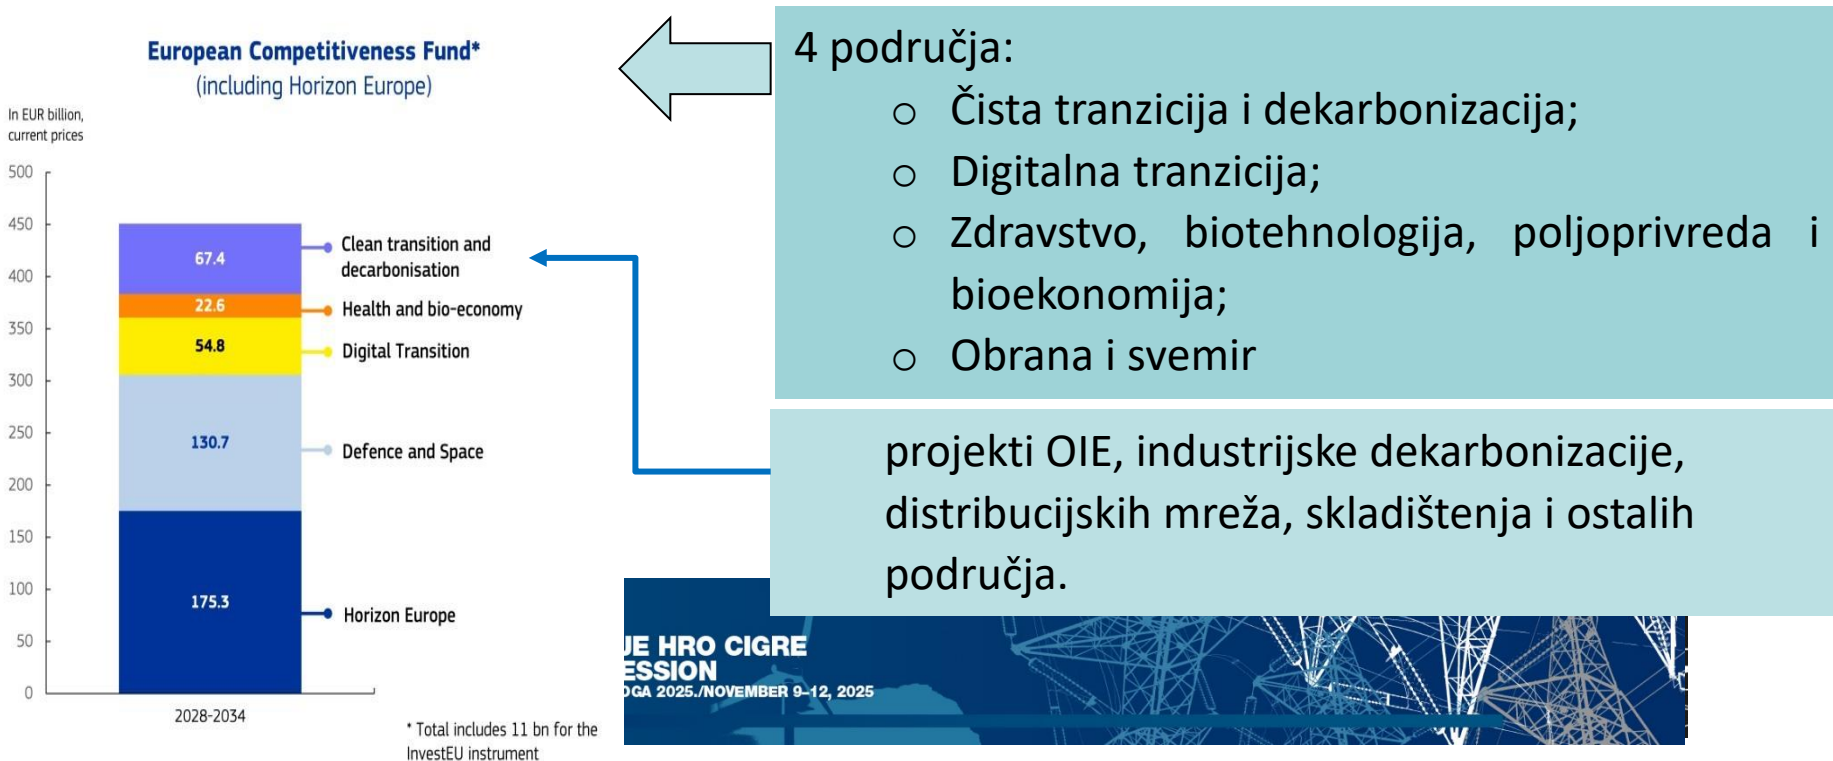 European Competitiveness Fund*
(including Horizon Europe)
In EUR billion,
current prices
500
450
400
350
300
250
200
150
100
50
0
67.4
22.6
54.8
130.7
175.3
Clean transition and
decarbonisation
Health and bio-economy
Digital Transition
Defence and Space
Horizon Europe
2028-2034
* Total includes 11 bn for the
InvestEU instrument
4 područja:
o Čista tranzicija i dekarbonizacija;
o Digitalna tranzicija;
o Zdravstvo, biotehnologija, poljoprivreda i
bioekonomija;
o Obrana i svemir
projekti OIE, industrijske dekarbonizacije,
distribucijskih mreža, skladištenja i ostalih
područja.
HRO CIGRE
2025./NOVEMBER 9–12, 2025